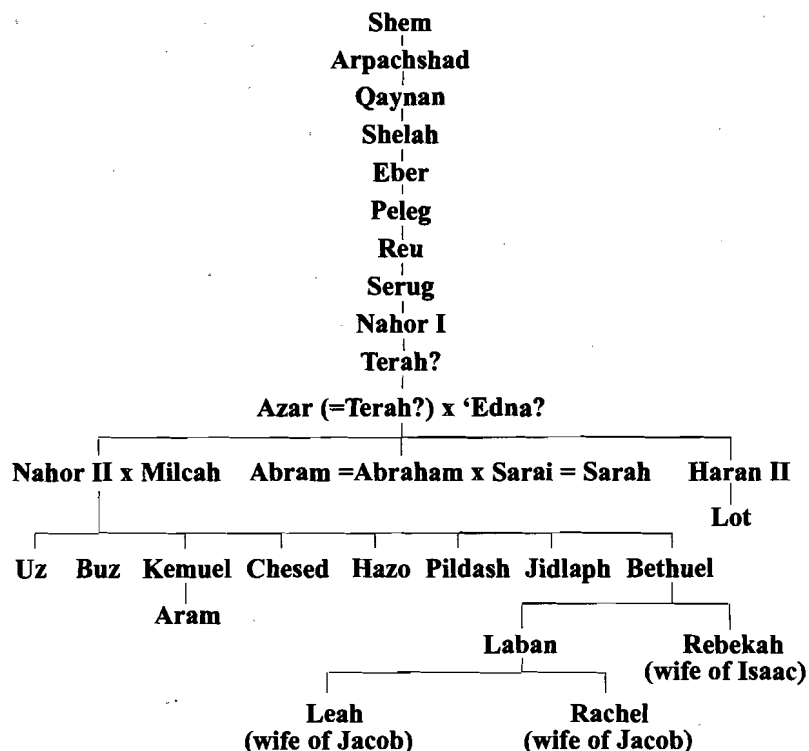 Shem
Arpachshad
Qaynan
Shelah
Eber
Peleg
Reu
Serug
Nahor I
Terah?
Azar (=Terah?) x ‘Edna?
Nahor II x Milcah Abram =Abraham x Sarai = Sarah Haran II
Lot
Uz Buz Kemuel Chesed Hazo Pildash Jidlaph Bethuel
Aram
Laban Rebekah
(wife of Isaac)
Leah Rachel
(wife of Jacob) (wife of Jacob)